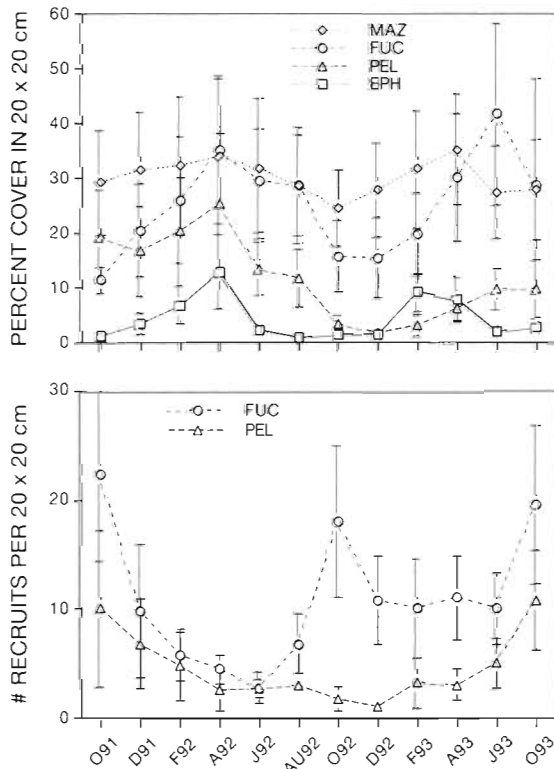 60
50
40
30
20
10
0
PERCENT COVER IN 20 x 20 cm
MAZ
FUC
PEL
EPH
30
20
10
0
# RECRUITS PER 20 x 20 cm
FUC
PEL
O91
D91
F92
A92
J92
AU92
O92
D92
F93
A93
J93
O93